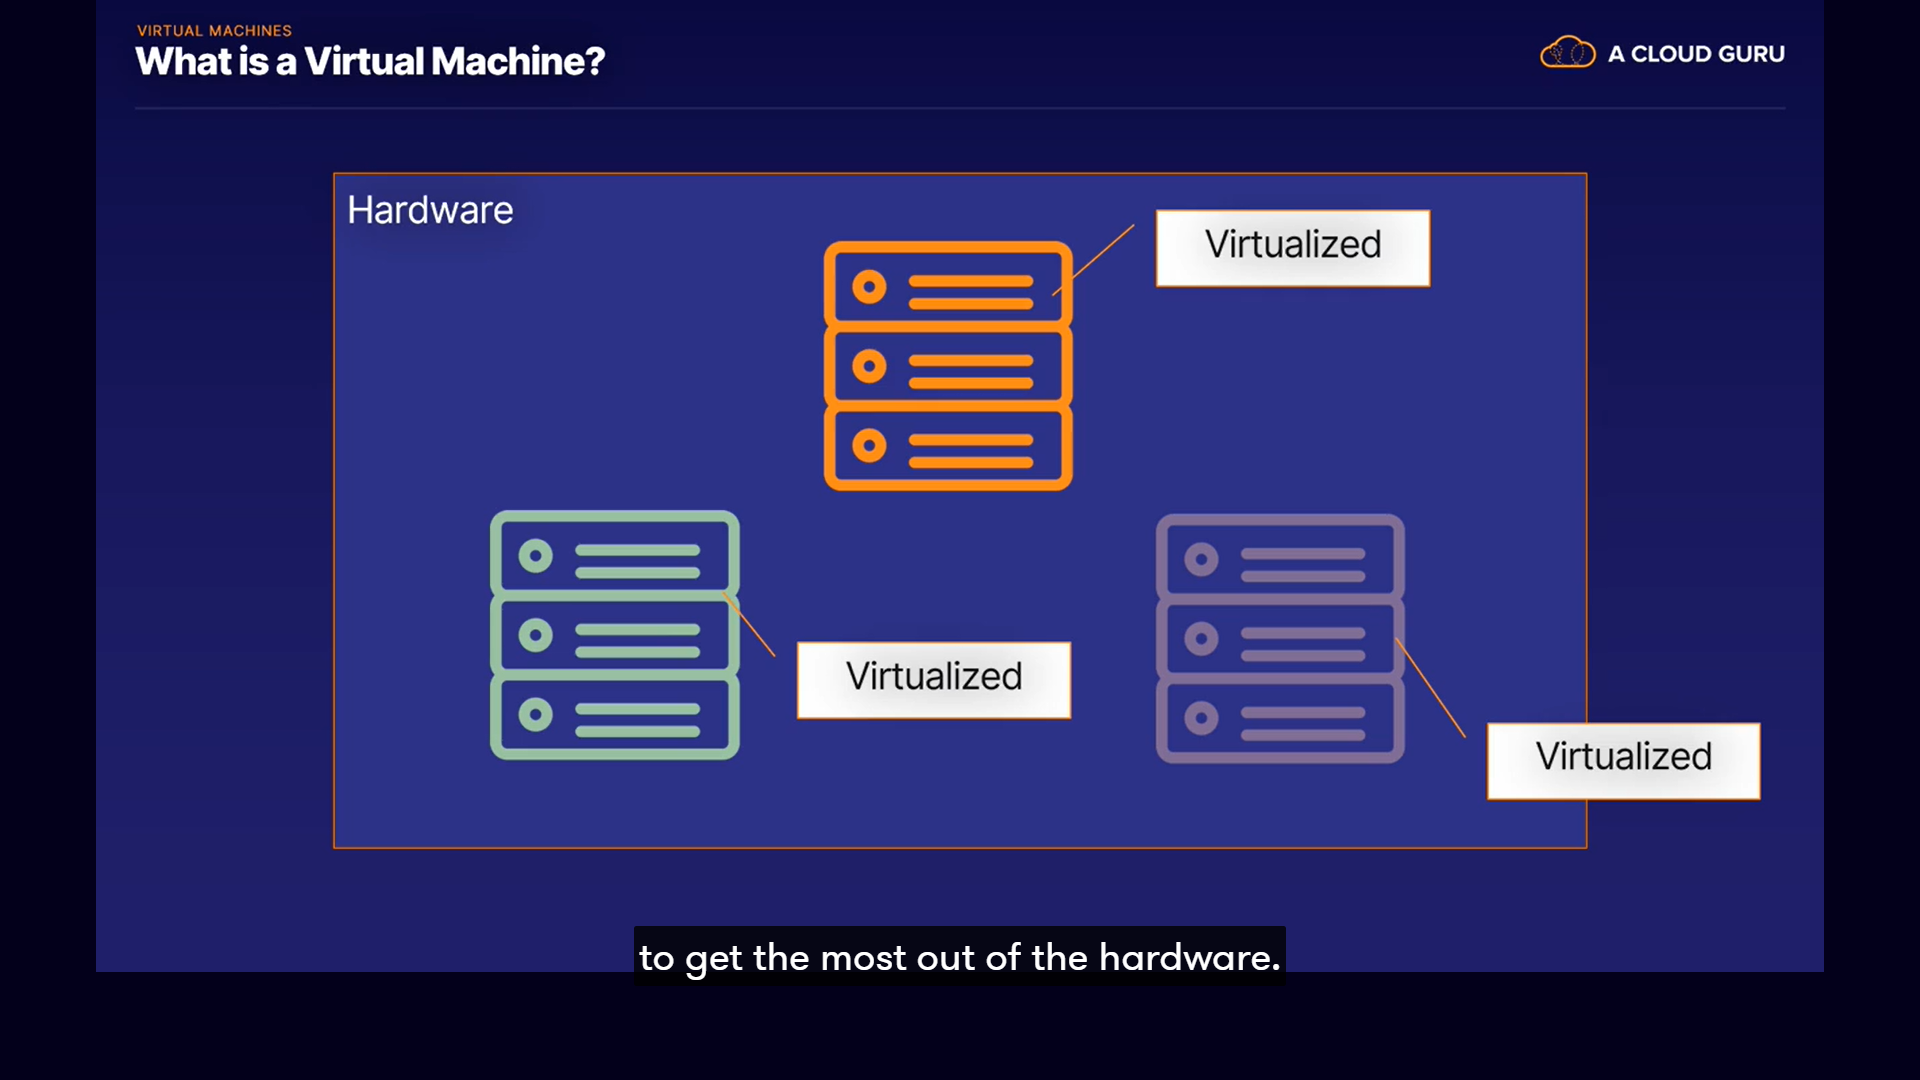 VIRTUAL MACHINES
What is a Virtual Machine?
A CLOUD GURU
Hardware
Virtualized
Virtualized
Virtualized
to get the most out of the hardware.